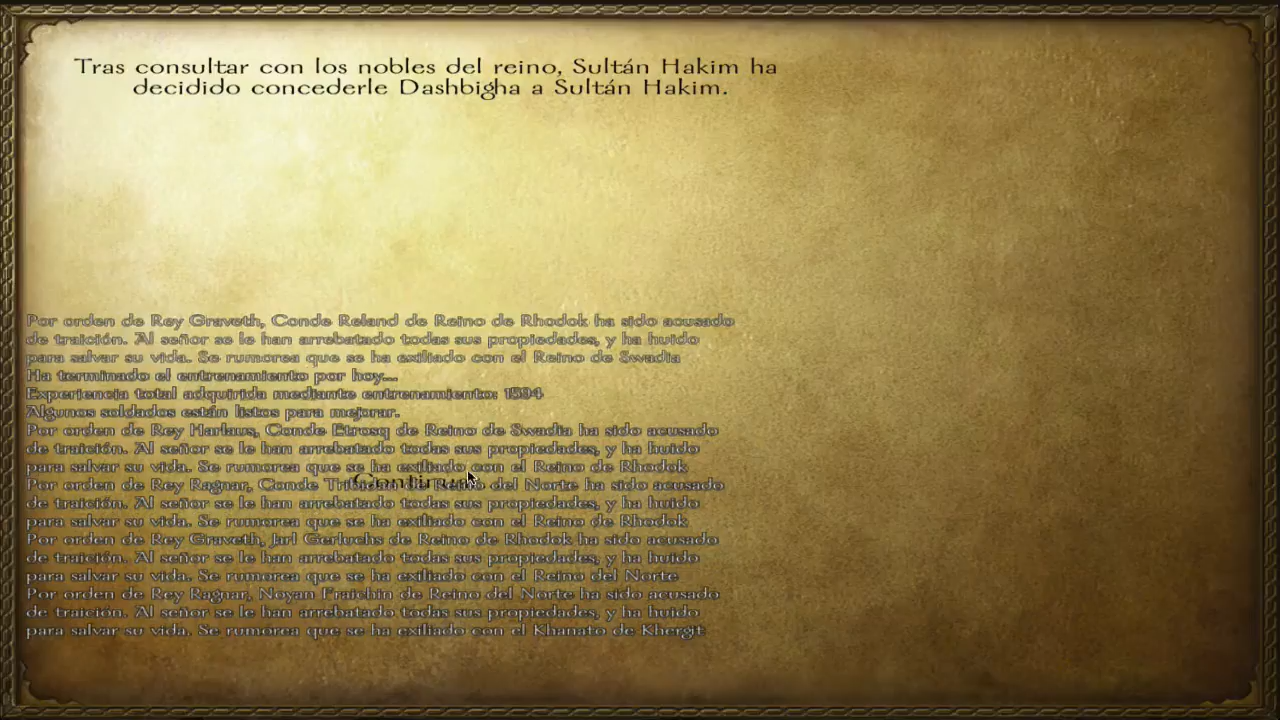 Tras consultar con los nobles del reino, Sultán Hakim ha
decidido concederle Dashbigha a Sultán Hakim.
Por orden de Rey Graveth, Conde Reland de Reino de Rhodok ha sido acusado
de traición. Al señor se le han arrebatado todas sus propiedades, y ha huido
para salvar su vida. Se rumorea que se ha exiliado con el Reino de Swadia
Ha terminado el entrenamiento por hoy...
Experiencia total adquirida mediante entrenamiento: 1594
Algunos soldados están listos para mejorar.
Por orden de Rey Harlaus, Conde Etrosq de Reino de Swadia ha sido acusado
de traición. Al señor se le han arrebatado todas sus propiedades, y ha huido
para salvar su vida. Se rumorea que se ha exiliado con el Reino de Rhodok
Por orden de Rey Ragnar, Conde de Reino del Norte ha sido acusado
de traición. Al señor se le han arrebatado todas sus propiedades, y ha huido
para salvar su vida. Se rumorea que se ha exiliado con el Reino de Rhodok
Por orden de Rey Graveth, Jarl Gerluchs de Reino de Rhodok ha sido acusado
de traición. Al señor se le han arrebatado todas sus propiedades, y ha huido
para salvar su vida. Se rumorea que se ha exiliado con el Reino del Norte
Por orden de Rey Ragnar, Noyan Fraichin de Reino del Norte ha sido acusado
de traición. Al señor se le han arrebatado todas sus propiedades, y ha huido
para salvar su vida. Se rumorea que se ha exiliado con el Khanato de Khergit